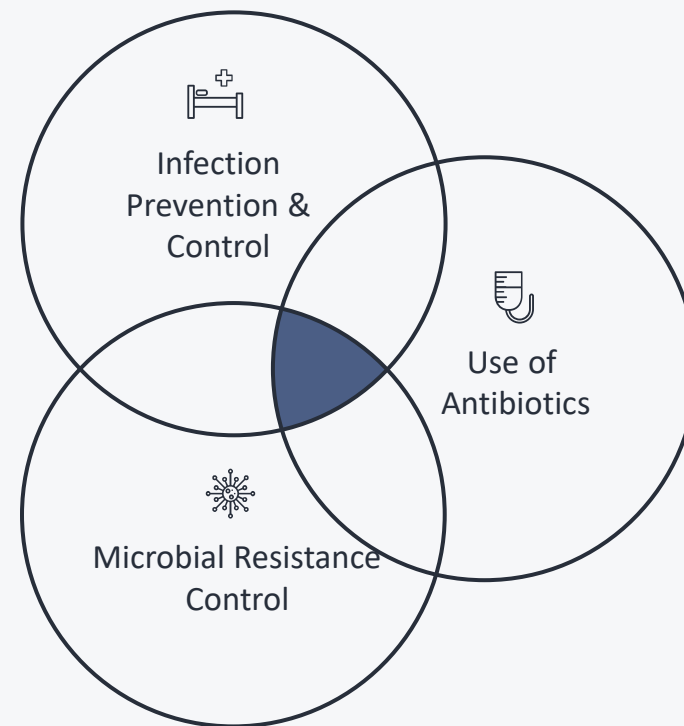 Infection
Prevention &
Control
Use of
Antibiotics
Microbial Resistance
Control